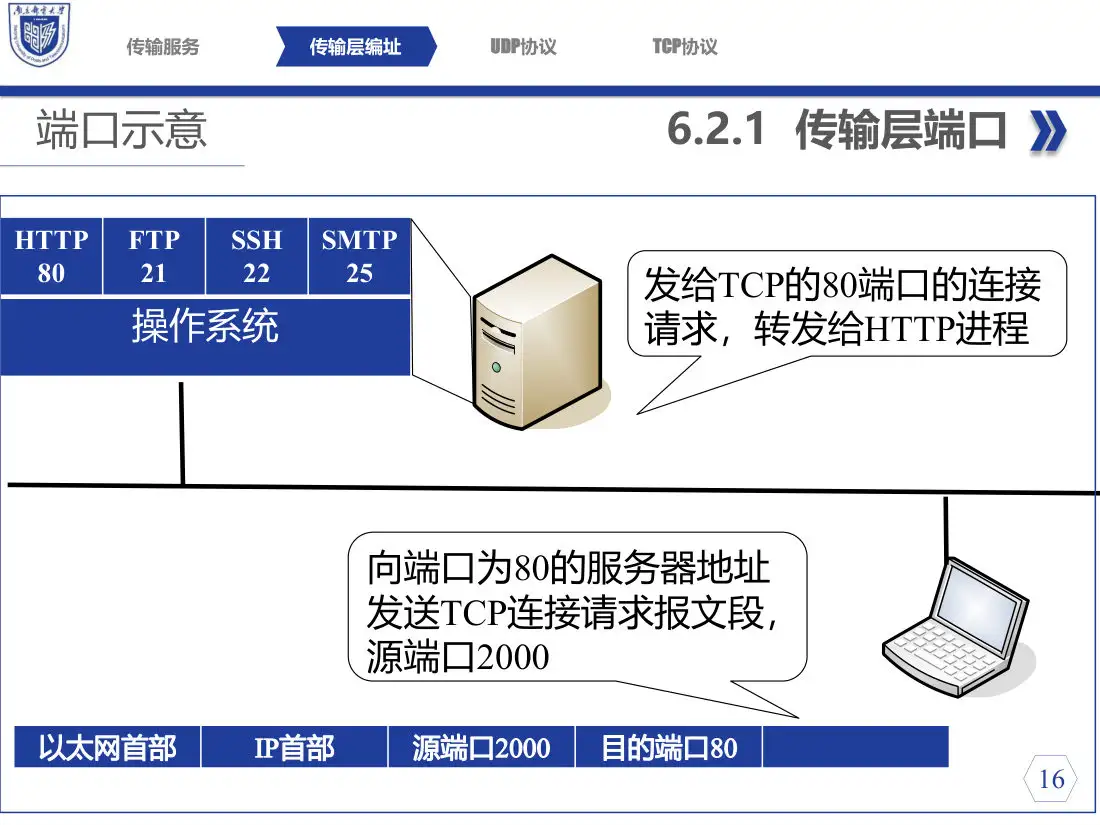 南京邮电大学
传输服务
传输层编址
UDP协议
TCP协议
端口示意
6.2.1 传输层端口
HTTP
80
FTP
21
SSH
22
SMTP
25
操作系统
发给TCP的80端口的连接
请求，转发给HTTP进程
向端口为80的服务器地址
发送TCP连接请求报文段，
源端口2000
以太网首部
IP首部
源端口2000
目的端口80
16